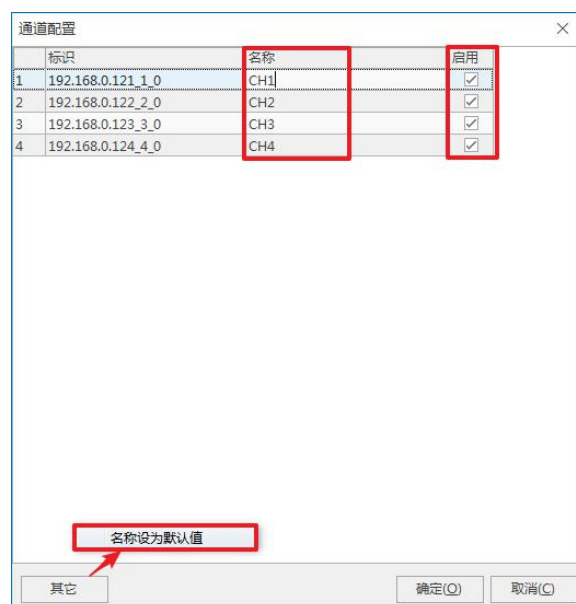 通道配置
标识 名称 启用
1 192.168.0.121_1_0 CH1
2 192.168.0.122_2_0 CH2
3 192.168.0.123_3_0 CH3
4 192.168.0.124_4_0 CH4
名称设为默认值
其它 确定(O) 取消(C)